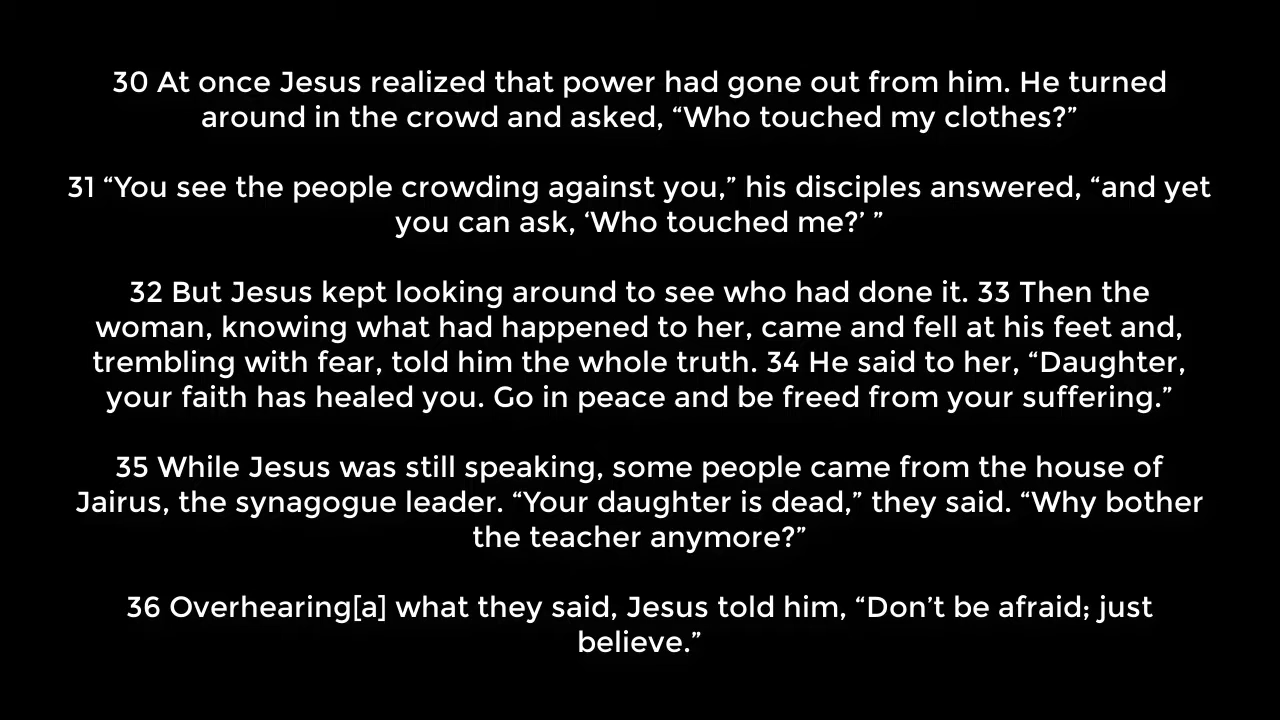 30 At once Jesus realized that power had gone out from him. He turned
around in the crowd and asked, “Who touched my clothes?”
31 “You see the people crowding against you,” his disciples answered, “and yet
you can ask, ‘Who touched me?’ ”
32 But Jesus kept looking around to see who had done it. 33 Then the
woman, knowing what had happened to her, came and fell at his feet and,
trembling with fear, told him the whole truth. 34 He said to her, “Daughter,
your faith has healed you. Go in peace and be freed from your suffering.”
35 While Jesus was still speaking, some people came from the house of
Jairus, the synagogue leader. “Your daughter is dead,” they said. “Why bother
the teacher anymore?”
36 Overhearing[a] what they said, Jesus told him, “Don’t be afraid; just
believe.”